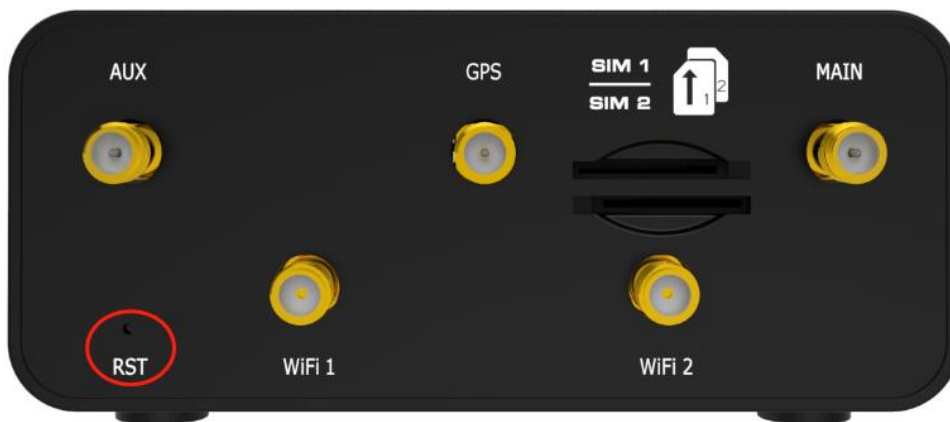 AUX
GPS
SIM 1
SIM 2
1
2
MAIN
RST
WiFi 1
WiFi 2